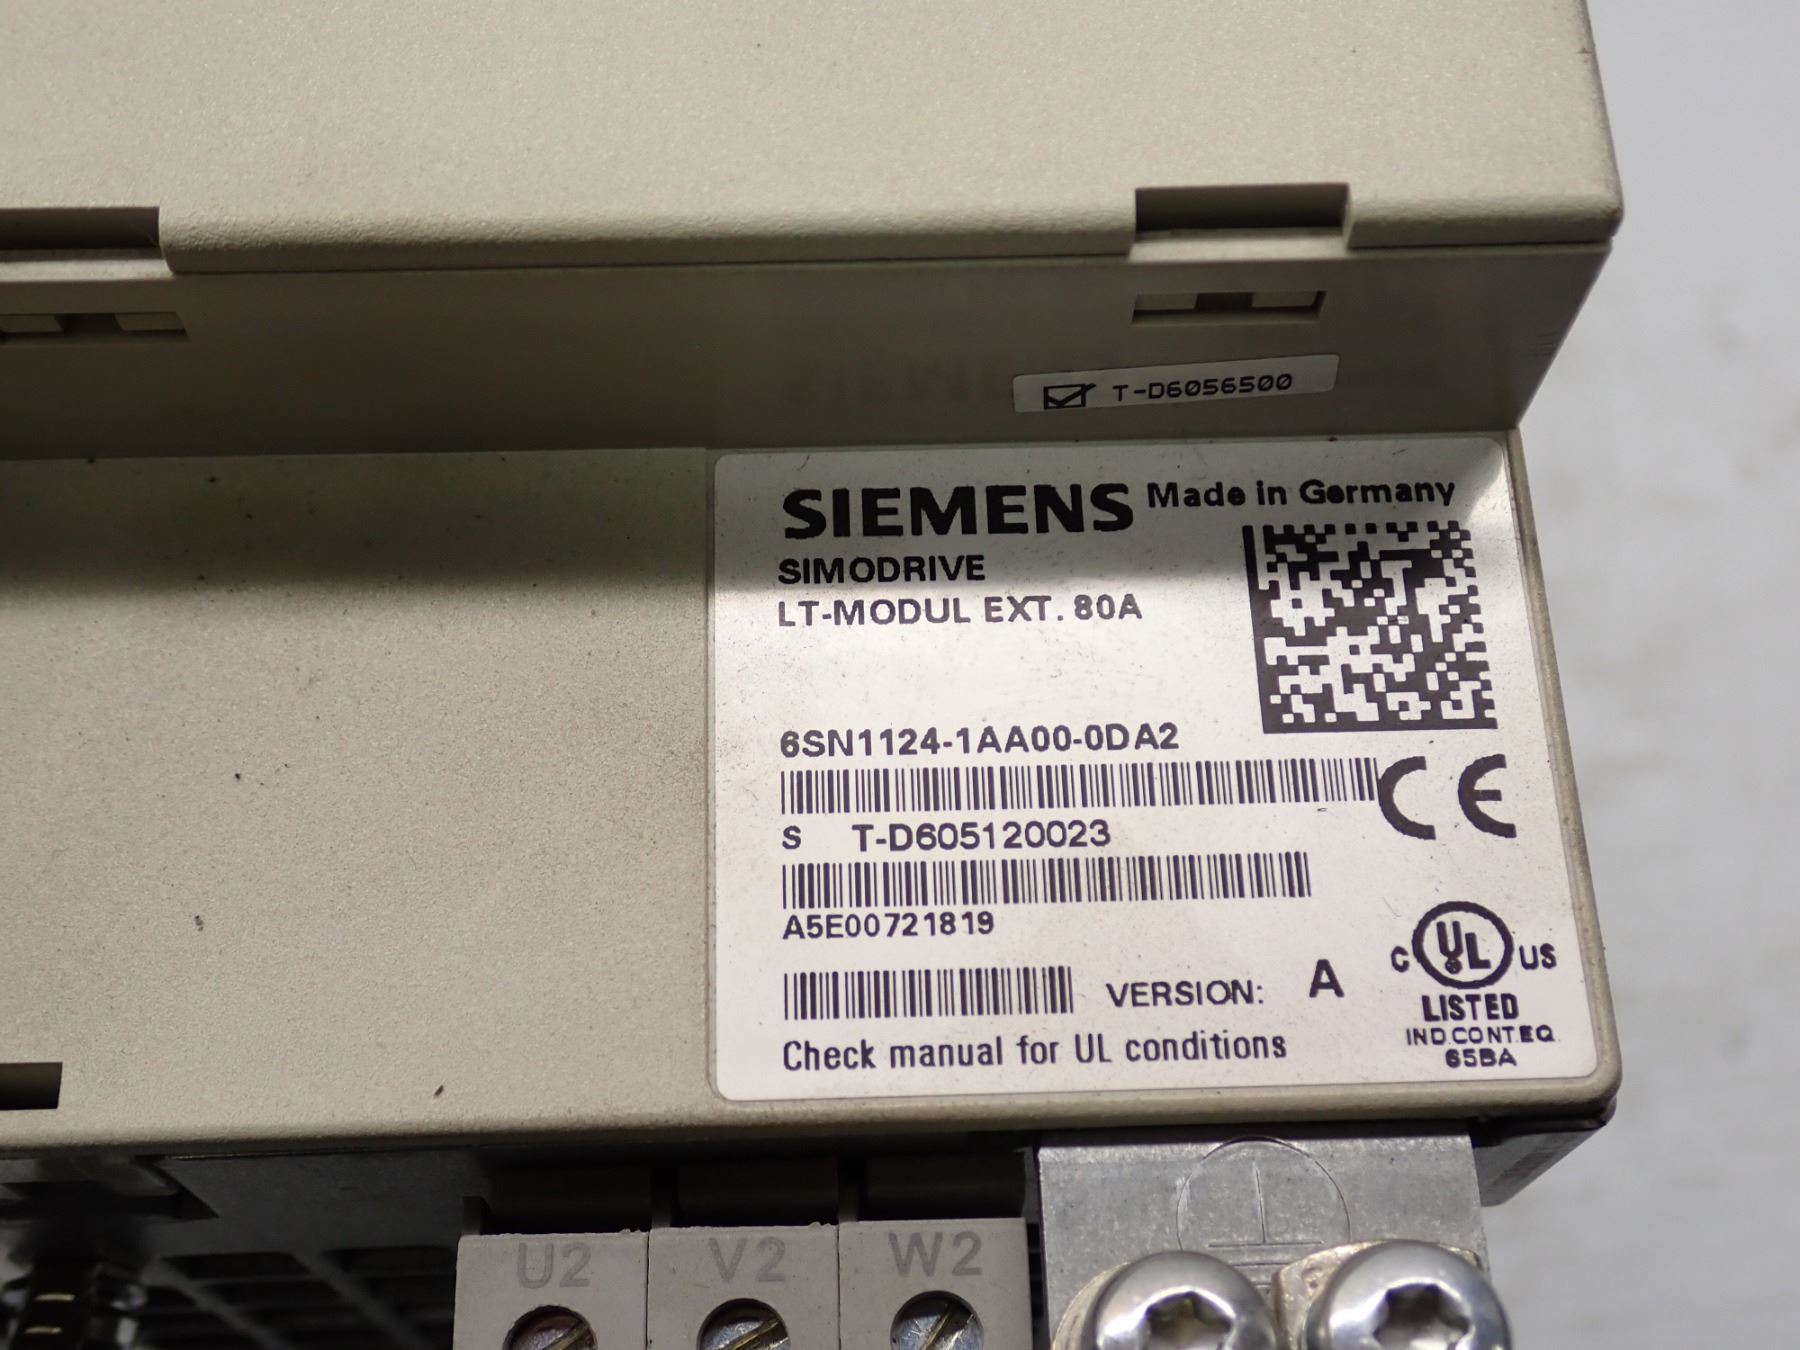 T-D6056500
SIEMENS Made in Germany
SIMODRIVE
LT-MODUL EXT. 80A
6SN1124-1AA00-0DA2
CE
S T-D605120023
A5E00721819
VERSION: A
C UL US
LISTED
IND.CONT.EQ.
65BA
Check manual for UL conditions
U2 V2 W2